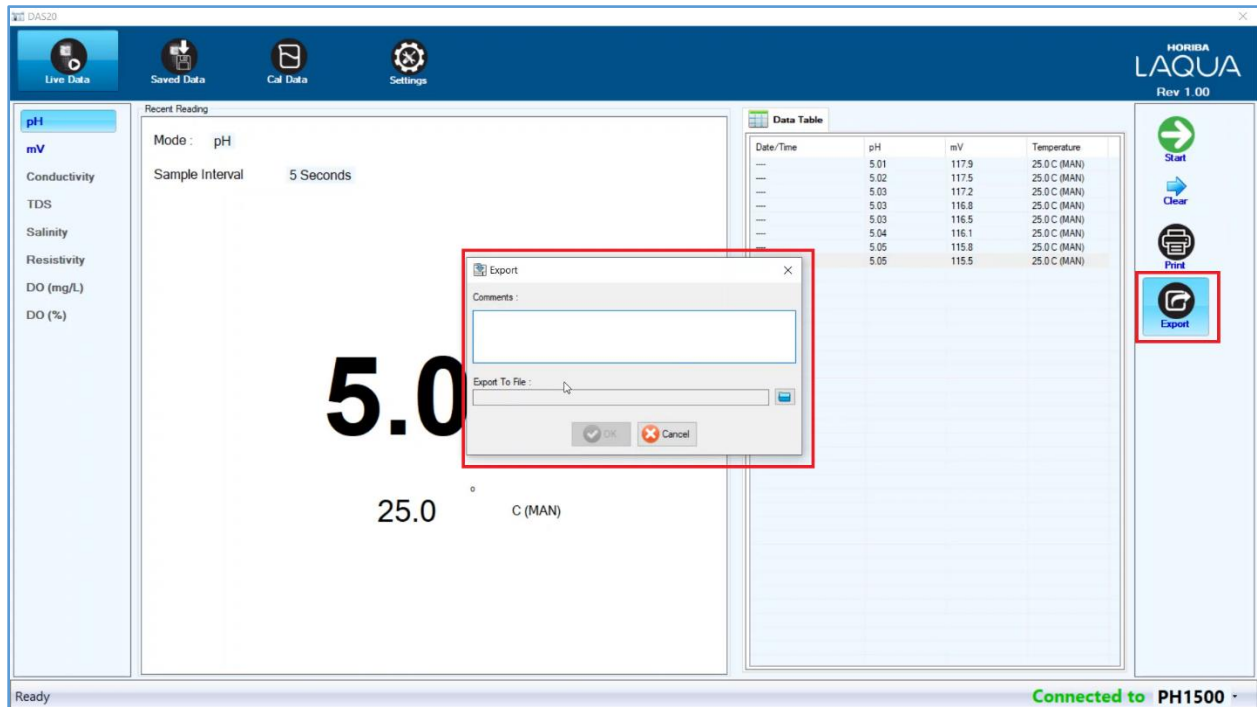 DAS20
Live Data
Saved Data
Cal Data
Settings
HORIBA
LAQUA
Rev 1.00
pH
mV
Conductivity
TDS
Salinity
Resistivity
DO (mg/L)
DO (%)
Recent Reading
Mode : pH
Sample Interval 5 Seconds
5.0
25.0 ° C (MAN)
Data Table
Date/Time pH mV Temperature
--- 5.01 117.9 25.0 C (MAN)
--- 5.02 117.5 25.0 C (MAN)
--- 5.03 117.2 25.0 C (MAN)
--- 5.03 116.8 25.0 C (MAN)
--- 5.03 116.5 25.0 C (MAN)
--- 5.04 116.1 25.0 C (MAN)
--- 5.05 115.8 25.0 C (MAN)
5.05 115.5 25.0 C (MAN)
Export
Comments :
Export To File :
OK
Cancel
Start
Clear
Print
Export
Ready
Connected to PH1500